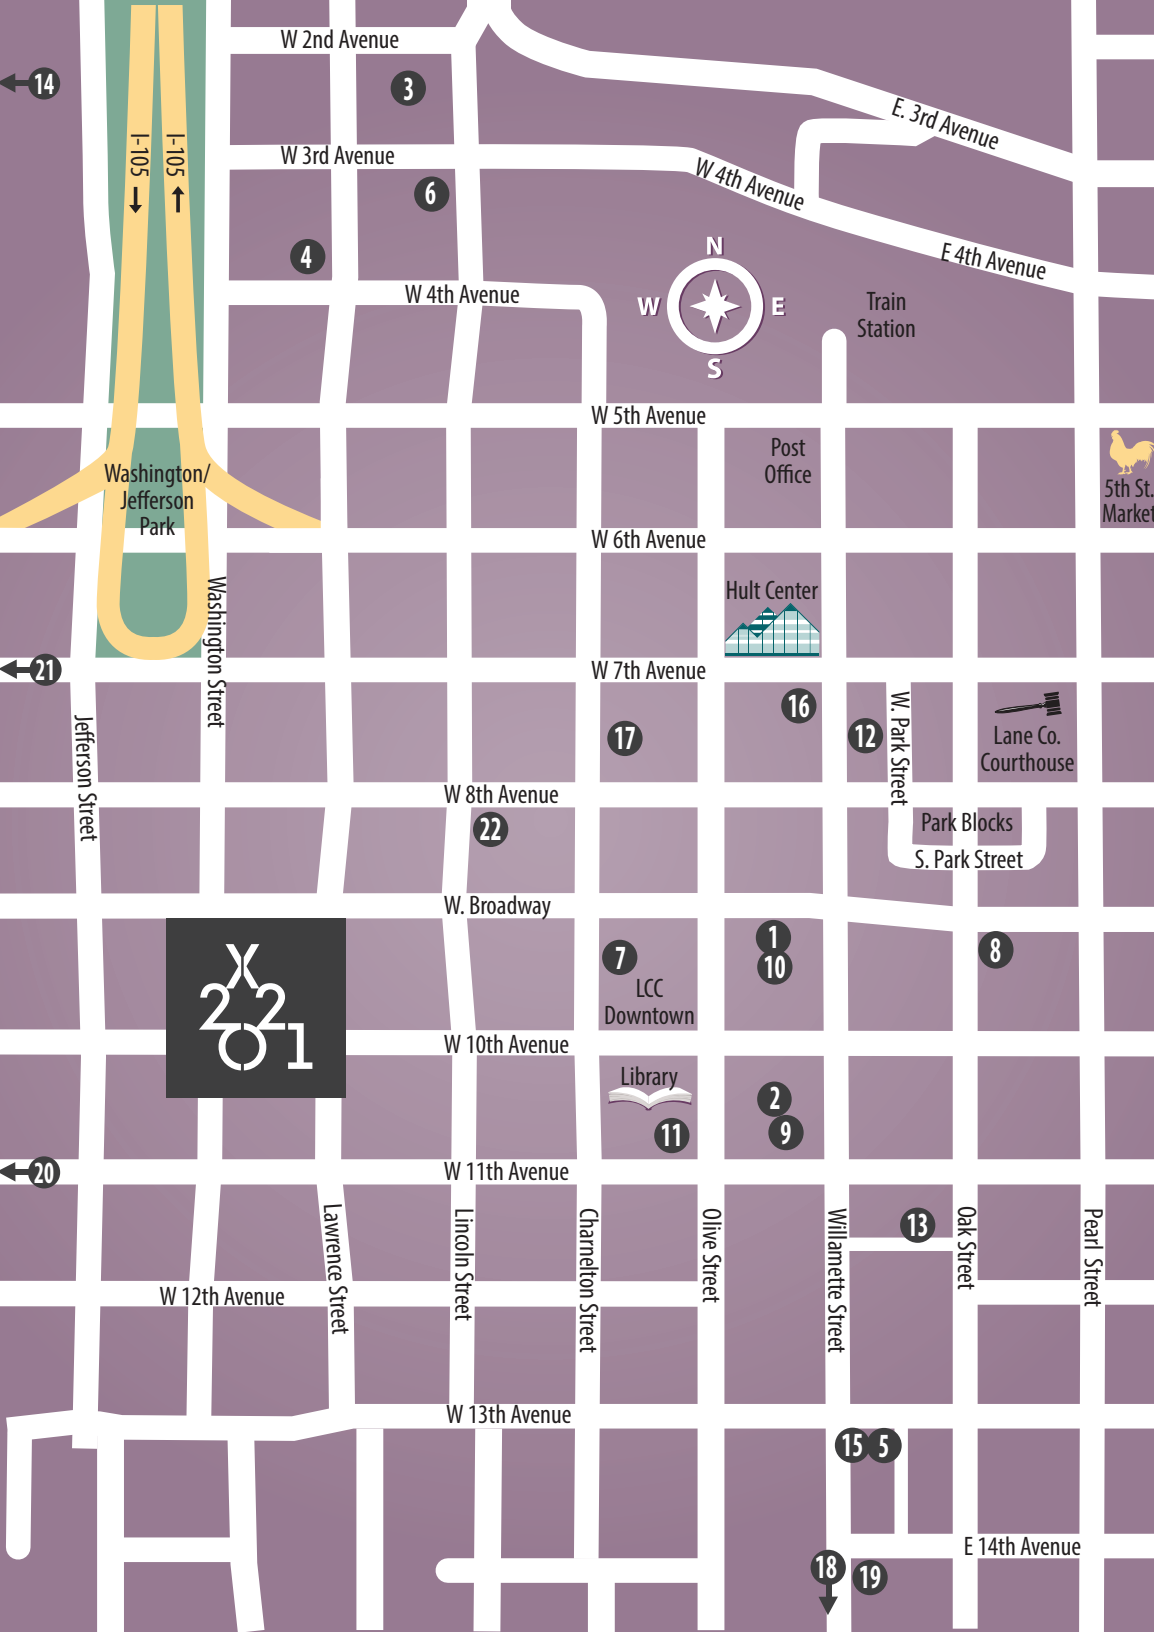 W 2nd Avenue
14
3
I-105
I-105
E. 3rd Avenue
W 3rd Avenue
W 4th Avenue
6
4
N
W
E
S
E 4th Avenue
W 4th Avenue
Train
Station
W 5th Avenue
Washington/
Jefferson
Park
Post
Office
5th St.
Market
W 6th Avenue
Hult Center
Washington Street
21
W 7th Avenue
16
17
12
W. Park Street
Lane Co.
Courthouse
Jefferson Street
W 8th Avenue
22
Park Blocks
S. Park Street
W. Broadway
1
10
7
8
LCC
Downtown
X
22
01
W 10th Avenue
Library
2
11
9
20
W 11th Avenue
Lawrence Street
Lincoln Street
Charnelton Street
Olive Street
Willamette Street
13
Oak Street
Pearl Street
W 12th Avenue
W 13th Avenue
15
5
E 14th Avenue
18
19